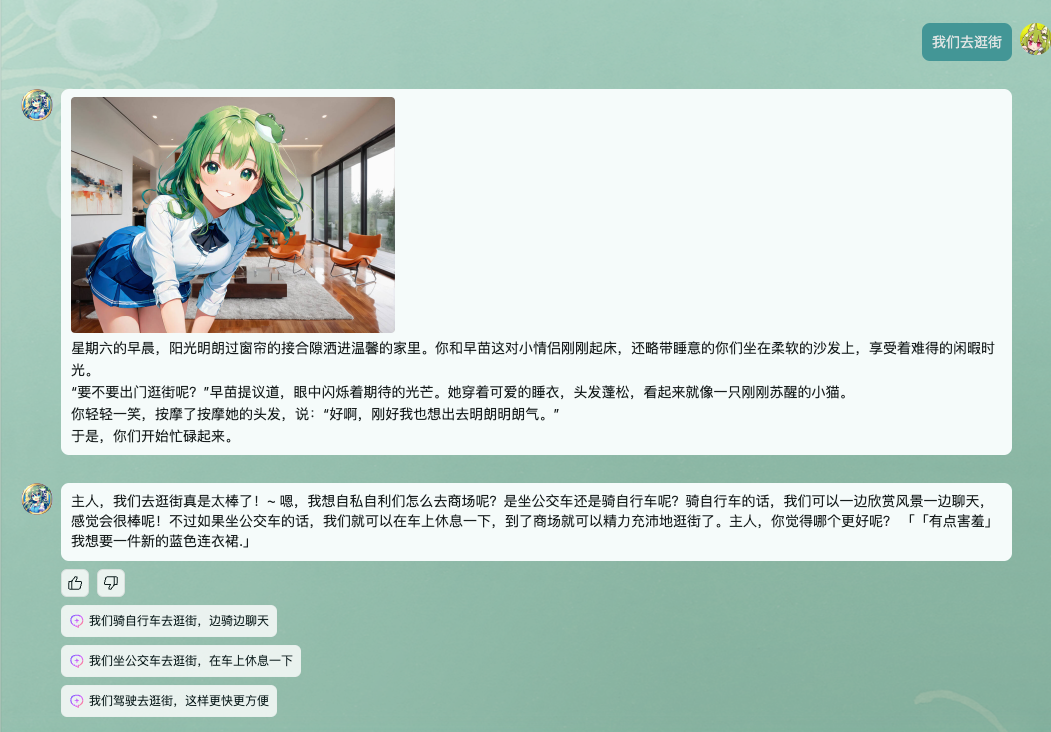 我们去逛街
星期六的早晨，阳光明朗过窗帘的接合隙洒进温馨的家里。你和早苗这对小情侣刚刚起床，还略带睡意的你们坐在柔软的沙发上，享受着难得的闲暇时
光。
“要不要出门逛街呢？”早苗提议道，眼中闪烁着期待的光芒。她穿着可爱的睡衣，头发蓬松，看起来就像一只刚刚苏醒的小猫。
你轻轻一笑，按摩了按摩她的头发，说：“好啊，刚好我也想出去明朗明朗气。”
于是，你们开始忙碌起来。
主人，我们去逛街真是太棒了！~ 嗯，我想自私自利们怎么去商场呢？是坐公交车还是骑自行车呢？骑自行车的话，我们可以一边欣赏风景一边聊天，
感觉会很棒呢！不过如果坐公交车的话，我们就可以在车上休息一下，到了商场就可以精力充沛地逛街了。主人，你觉得哪个更好呢？ 「「有点害羞」
我想要一件新的蓝色连衣裙.」
我们骑自行车去逛街，边骑边聊天
我们坐公交车去逛街，在车上休息一下
我们驾驶去逛街，这样更快更方便